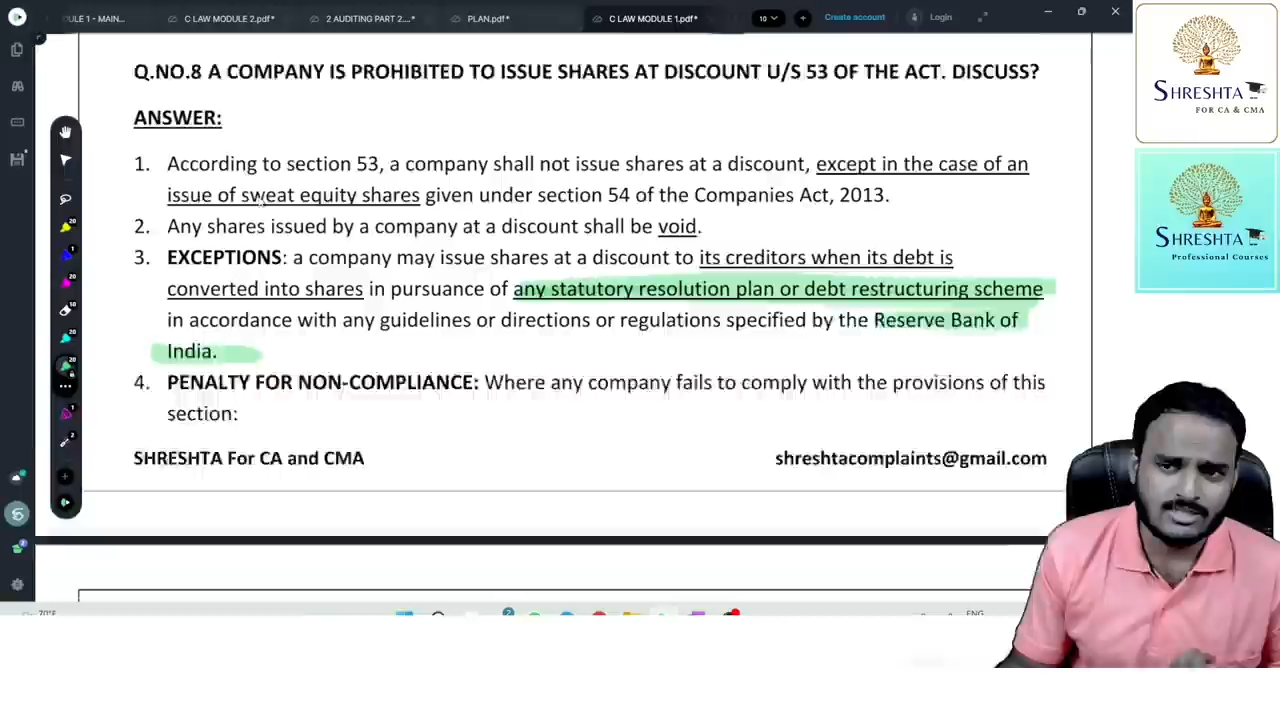 ULE 1 - MAIN...
C LAW MODULE 2.pdf*
2 AUDITING PART 2....*
PLAN.pdf*
C LAW MODULE 1.pdf*
10
Create account
Login
Q.NO.8 A COMPANY IS PROHIBITED TO ISSUE SHARES AT DISCOUNT U/S 53 OF THE ACT. DISCUSS?
ANSWER:
1. According to section 53, a company shall not issue shares at a discount, except in the case of an
issue of sweat equity shares given under section 54 of the Companies Act, 2013.
2. Any shares issued by a company at a discount shall be void.
3. EXCEPTIONS: a company may issue shares at a discount to its creditors when its debt is
converted into shares in pursuance of any statutory resolution plan or debt restructuring scheme
in accordance with any guidelines or directions or regulations specified by the Reserve Bank of
India.
4. PENALTY FOR NON-COMPLIANCE: Where any company fails to comply with the provisions of this
section:
SHRESHTA For CA and CMA
shreshtacomplaints@gmail.com
SHRESHTA
FOR CA & CMA
SHRESHTA
Professional Courses
70°F
ENG